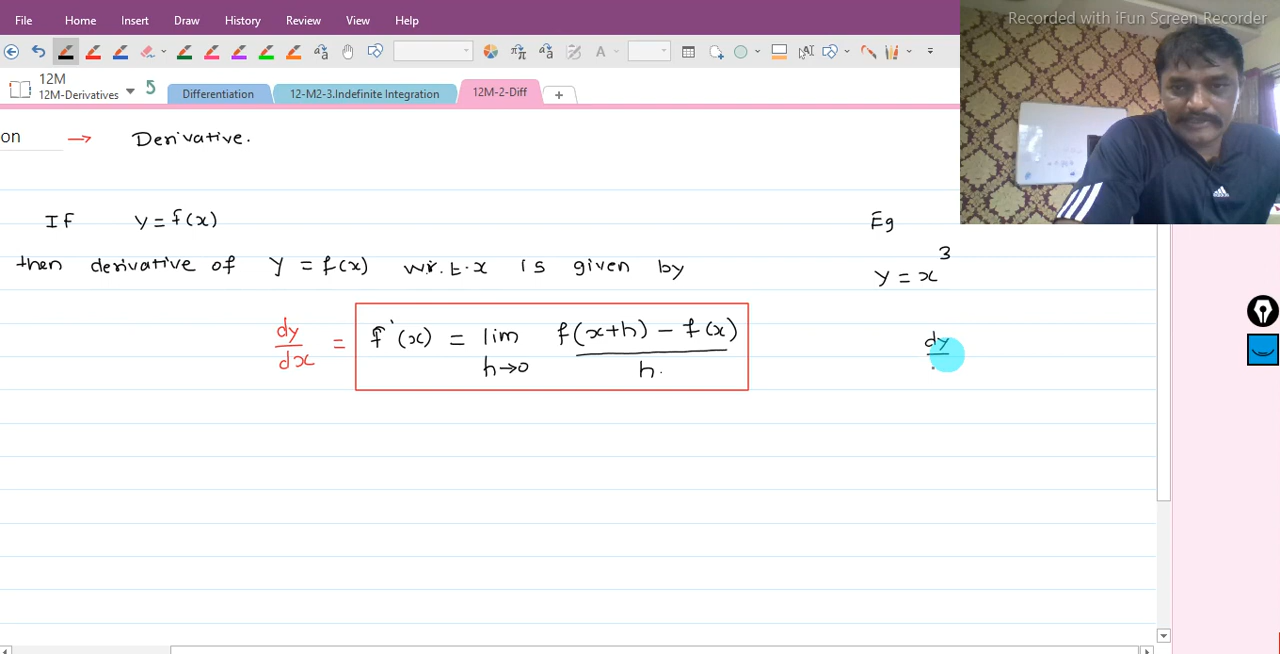 File Home Insert Draw History Review View Help
Recorded with iFun Screen Recorder
12M
12M-Derivatives
Differentiation 12-M2-3.Indefinite Integration 12M-2-Diff +
on → Derivative.
If y = f(x)
then derivative of y = f(x) w.r.t.x is given by
dy/dx = f'(x) = lim h→0 f(x+h) − f(x) / h.
Eg
y = x³
dy